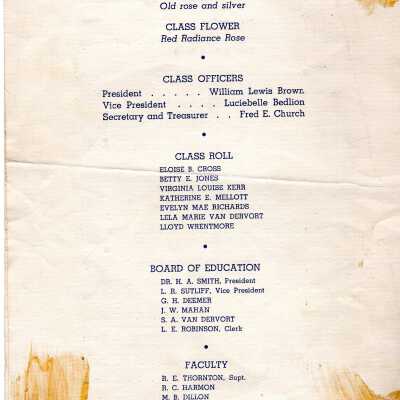 Old rose and silver
CLASS FLOWER
Red Radiance Rose
CLASS OFFICERS
President . . . . . William Lewis Brown
Vice President . . . . Luciebelle Bedlion
Secretary and Treasurer . . Fred E. Church
CLASS ROLL
ELOISE B. CROSS
BETTY E. JONES
VIRGINIA LOUISE KERR
KATHERINE E. MELLOTT
EVELYN MAE RICHARDS
LELA MARIE VAN DERVORT
LLOYD WRENTMORE
BOARD OF EDUCATION
DR. H. A. SMITH, President
L. R. SUTLIFF, Vice President
G. H. DEEMER
J. W. MAHAN
S. A. VAN DERVORT
L. E. ROBINSON, Clerk
FACULTY
R. E. THORNTON, Supt.
R. C. HARMON
M. B. DILLON